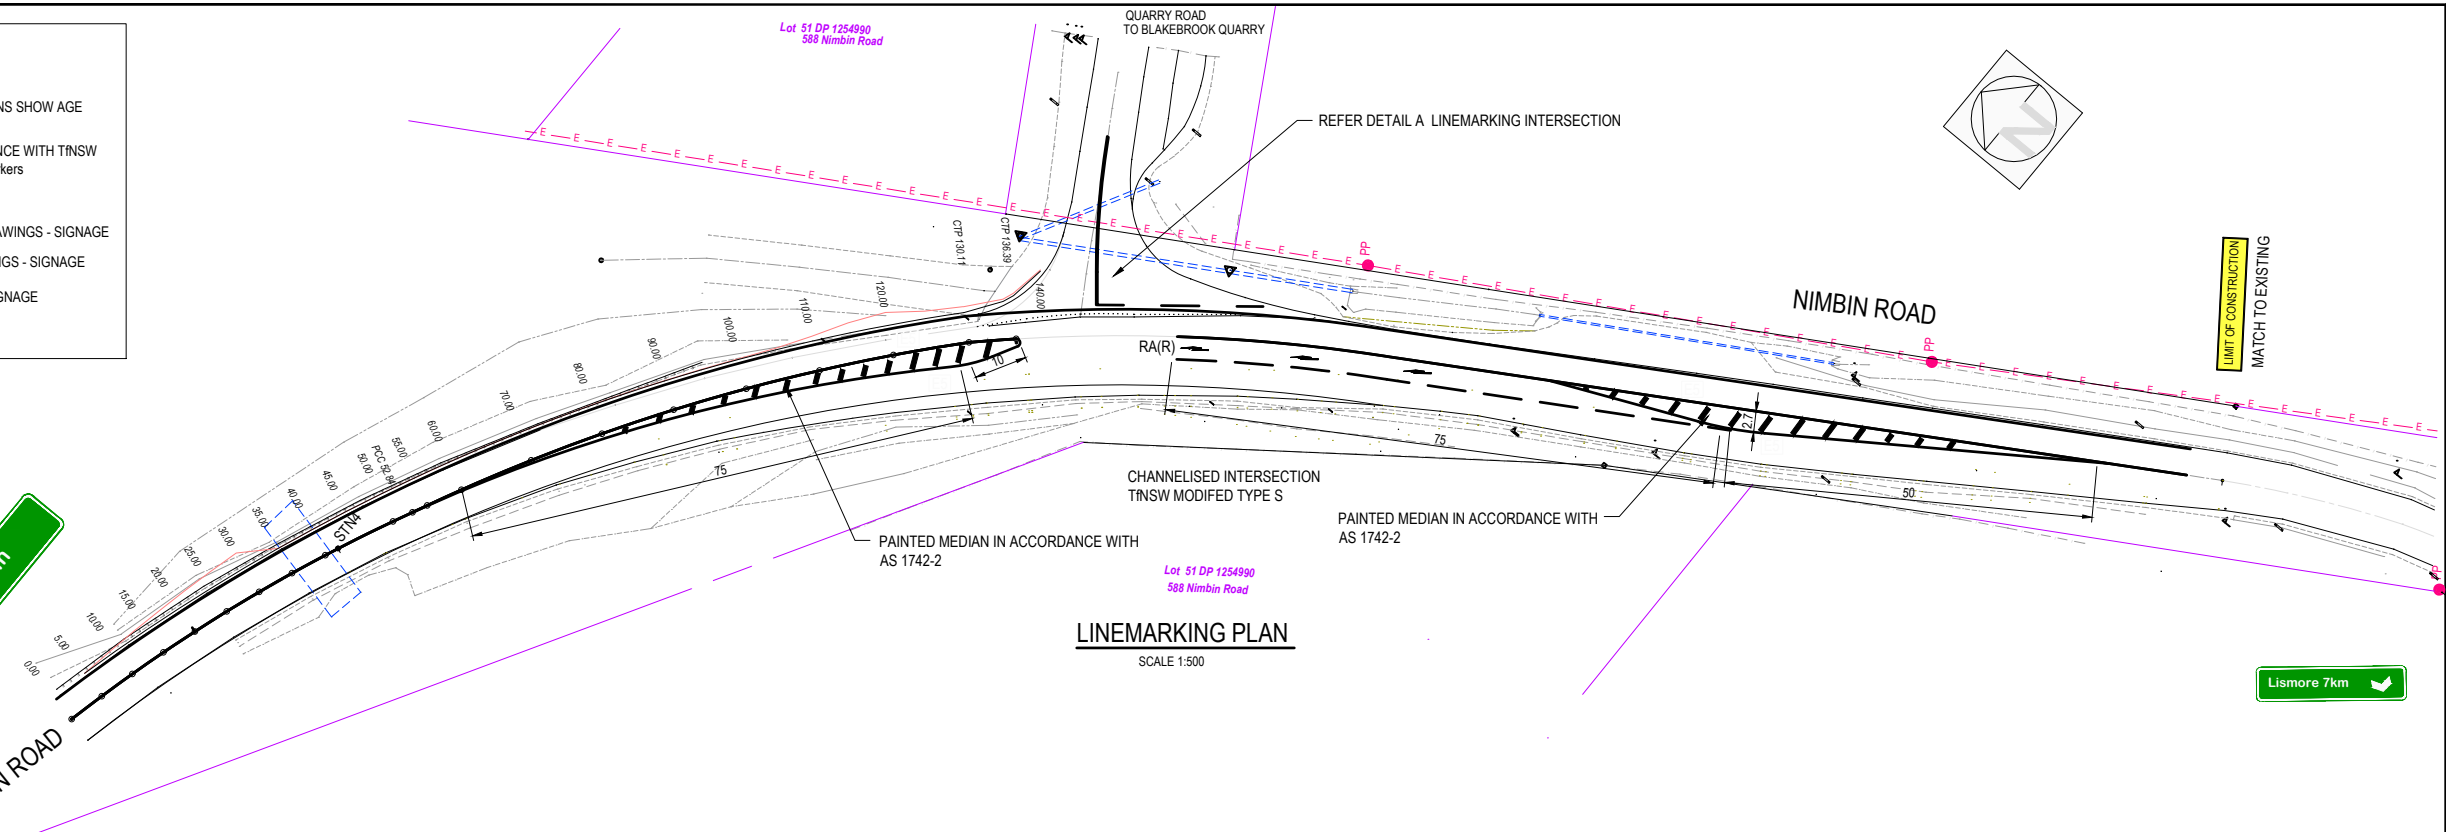 NS SHOW AGE
NCE WITH TfNSW
rkers
AWINGS - SIGNAGE
IGS - SIGNAGE
GNAGE
Lot 51 DP 1254990
588 Nimbin Road
QUARRY ROAD
TO BLAKEBROOK QUARRY
REFER DETAIL A LINEMARKING INTERSECTION
N
E E E E E E E E E E E E E E E E E E E E E E E E E E E
PP
PP
PP
NIMBIN ROAD
LIMIT OF CONSTRUCTION
MATCH TO EXISTING
CTP 130.11
CTP 136.39
0.00
5.00
10.00
15.00
20.00
25.00
30.00
35.00
40.00
45.00
50.00
PCC 52.84
55.00
60.00
70.00
80.00
90.00
100.00
110.00
120.00
140.00
STN4
RA(R)
10
75
75
2.7
50
CHANNELISED INTERSECTION
TfNSW MODIFED TYPE S
PAINTED MEDIAN IN ACCORDANCE WITH
AS 1742-2
PAINTED MEDIAN IN ACCORDANCE WITH
AS 1742-2
Lot 51 DP 1254990
588 Nimbin Road
LINEMARKING PLAN
SCALE 1:500
Lismore 7km
m
N ROAD